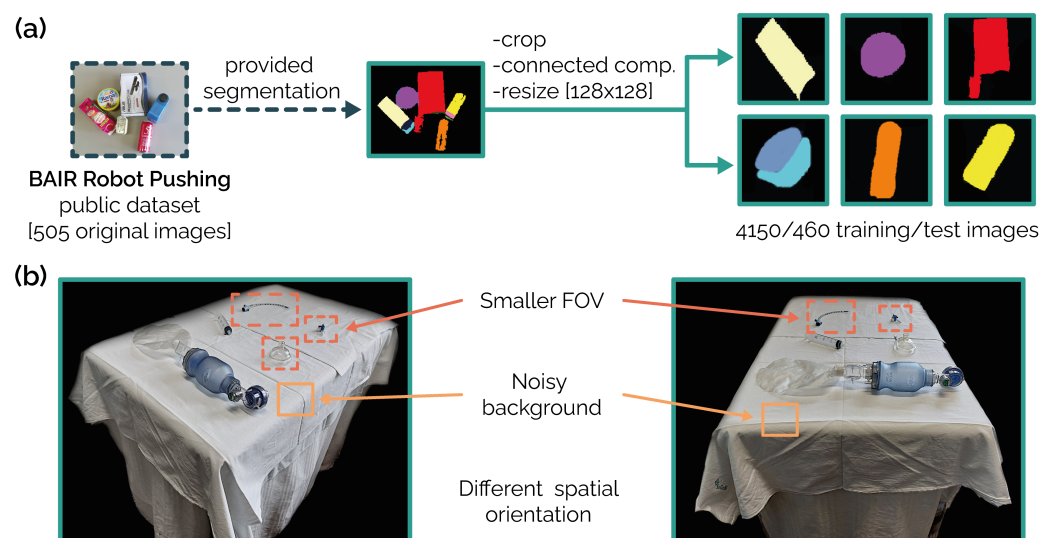 (a)
provided
segmentation
-crop
-connected comp.
-resize [128x128]
BAIR Robot Pushing
public dataset
[505 original images]
4150/460 training/test images
(b)
Smaller FOV
Noisy
background
Different spatial
orientation